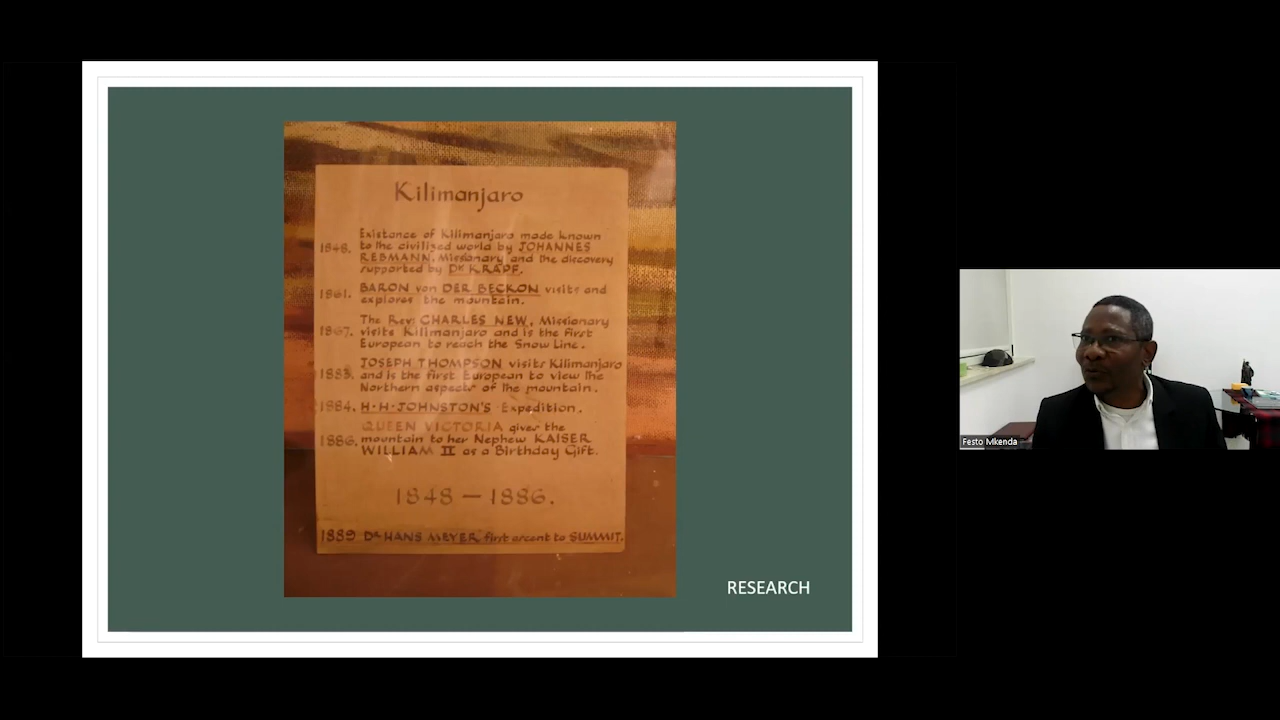 Kilimanjaro
1848. Existance of Kilimanjaro made known
to the civilized world by JOHANNES
REBMANN, Missionary and the discovery
supported by Dr KRAPF.
1861. BARON von DER BECKON visits and
explores the mountain.
The Rev: CHARLES NEW, Missionary
1867. visits Kilimanjaro and is the first
European to reach the Snow Line.
JOSEPH THOMPSON visits Kilimanjaro
1883. and is the first European to view the
Northern aspects of the mountain.
1884. H·H·JOHNSTON'S Expedition.
QUEEN VICTORIA gives the
1886. mountain to her Nephew KAISER
WILLIAM II as a Birthday Gift.
1848 — 1886.
1889 Dr HANS MEYER first ascent to SUMMIT.
RESEARCH
Festo Mkenda